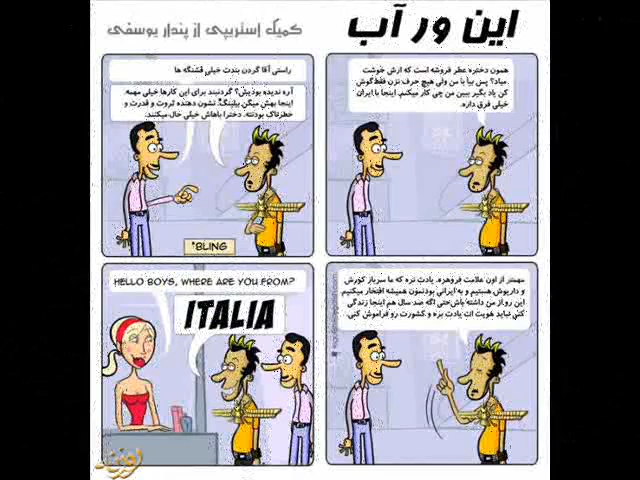 این ور آب
کمیک استریپی از پندار یوسفی
همون دختره عطر فروشه است که ازش خوشت
میاد؟ پس بیا با من ولی هیچ حرف نزن فقط گوش
کن یاد بگیر ببین من چی کار میکنم. اینجا با ایران
خیلی فرق داره.
راستی آقا گردن بندت خیلی قشنگه ها
آره ندیده بودیش؟ گردنبند برای این کارها خیلی مهمه.
اینجا بهش میگن بیلینگ* نشون دهنده ثروت و قدرت و
خطرناک بودنته. دخترا باهاش خیلی حال میکنند.
*BLING
مهمتر از اون علامت فروهره. یادت نره که ما سرباز کوروش
و داریوش هستیم و به ایرانی بودنمون همیشه افتخار میکنیم
این رو از من داشته باش حتی اگه صد سال هم اینجا زندگی
کنی نباید هویت ات یادت بره و کشورت رو فراموش کنی.
HELLO BOYS, WHERE ARE YOU FROM?
ITALIA